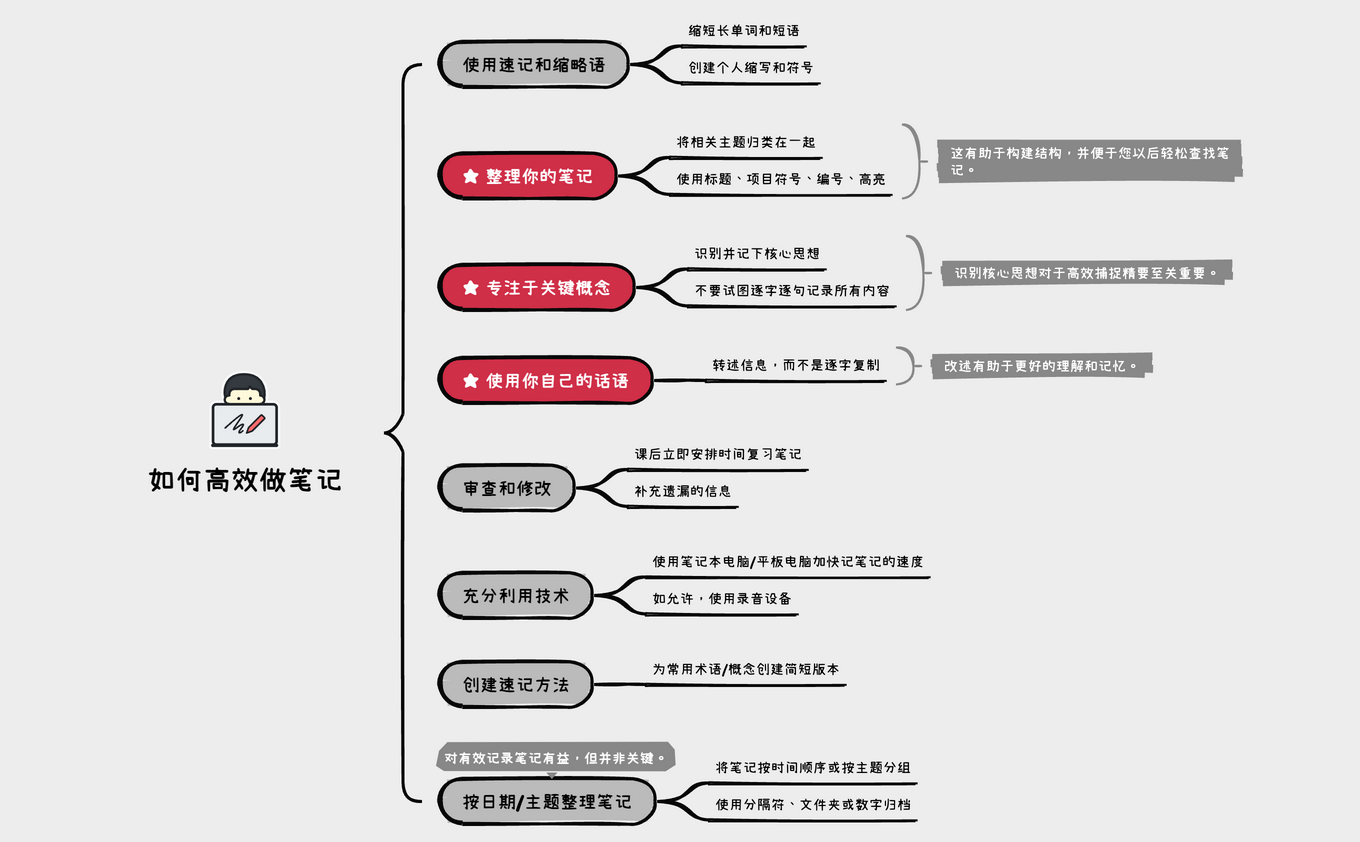 如何高效做笔记
使用速记和缩略语
缩短长单词和短语
创建个人缩写和符号
整理你的笔记
将相关主题归类在一起
使用标题、项目符号、编号、高亮
这有助于构建结构，并便于您以后轻松查找笔
记。
专注于关键概念
识别并记下核心思想
不要试图逐字逐句记录所有内容
识别核心思想对于高效捕捉精要至关重要。
使用你自己的话语
转述信息，而不是逐字复制
改述有助于更好的理解和记忆。
审查和修改
课后立即安排时间复习笔记
补充遗漏的信息
充分利用技术
使用笔记本电脑/平板电脑加快记笔记的速度
如允许，使用录音设备
创建速记方法
为常用术语/概念创建简短版本
对有效记录笔记有益，但并非关键。
按日期/主题整理笔记
将笔记按时间顺序或按主题分组
使用分隔符、文件夹或数字归档